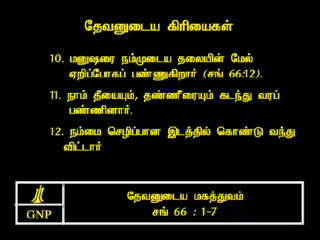 தேவனுடைய கிரியைகள்
10. மனுஷரை நம்முடைய தலையின் மேல்
ஏறிப்போகப் பண்ணுகிறார் (சங் 66:12).
11. நாம் தீயையும், தண்ணீரையும் கடந்து வரப்
பண்ணினார்.
12. நம்மை செழிப்பான இடத்தில் கொண்டு வந்து
விட்டார்
GNP
தேவனுடைய மகத்துவம்
சங் 66 : 1-7